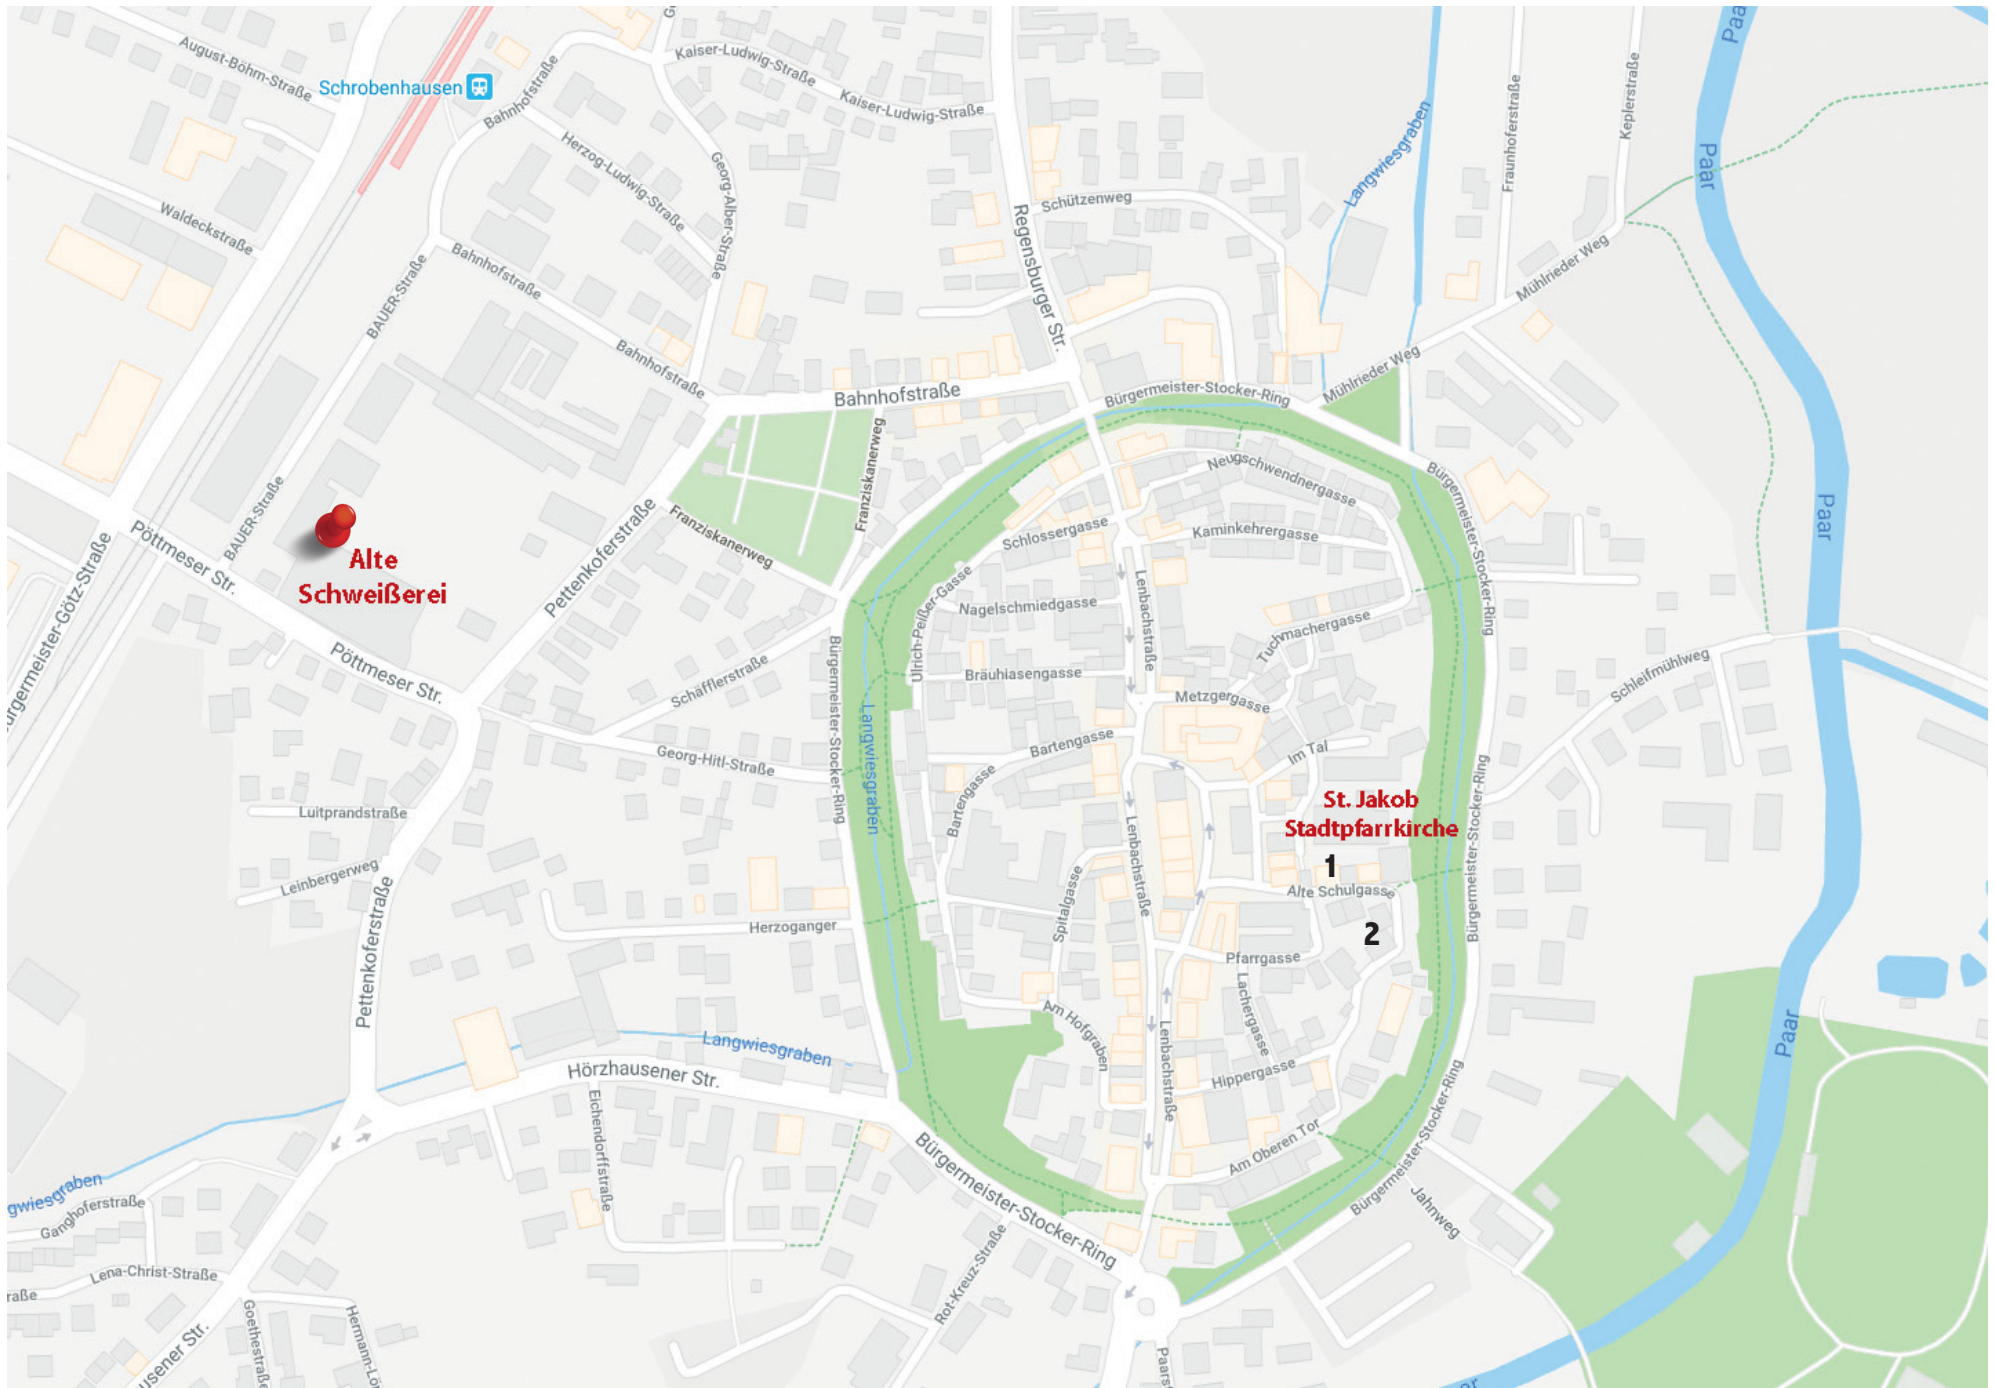 August-Böhm-Straße
Schrobenhausen
Bahnhofstraße
Kaiser-Ludwig-Straße
Kaiser-Ludwig-Straße
Herzog-Ludwig-Straße
Georg-Alber-Straße
Waldeckstraße
Bahnhofstraße
BAUER-Straße
Bahnhofstraße
Bahnhofstraße
Regensburger Str.
Schützenweg
Langwiesgraben
Fraunhoferstraße
Keplerstraße
Paar
Paar
Mühlrieder Weg
Mühlrieder Weg
Bürgermeister-Stocker-Ring
Franziskanerweg
Franziskanerweg
Pettenkoferstraße
BAUER-Straße
Pöttmeser Str.
Alte
Schweißerei
Pöttmeser Str.
Bürgermeister-Stocker-Ring
Neugschwendnergasse
Kaminkehrergasse
Schlossergasse
Ulrich-Peißer-Gasse
Nagelschmiedgasse
Lenbachstraße
Tuchmachergasse
Bräuhiasengasse
Metzgergasse
Schäfflerstraße
Georg-Hitl-Straße
Bürgermeister-Stocker-Ring
Langwiesgraben
Bartengasse
Bartengasse
Im Tal
Paar
Schleifmühlweg
St. Jakob
Stadtpfarrkirche
1
Alte Schulgasse
2
Bürgermeister-Stocker-Ring
Luitprandstraße
Leinbergerweg
Pettenkoferstraße
Herzoganger
Spitalgasse
Lenbachstraße
Pfarrgasse
Lachergasse
Am Hofgraben
Lenbachstraße
Hippergasse
Am Oberen Tor
Langwiesgraben
Hörzhausener Str.
Eichendorffstraße
Bürgermeister-Stocker-Ring
Bürgermeister-Stocker-Ring
Jahnweg
Paar
Rot-Kreuz-Straße
Ganghoferstraße
Lena-Christ-Straße
Goethestraße